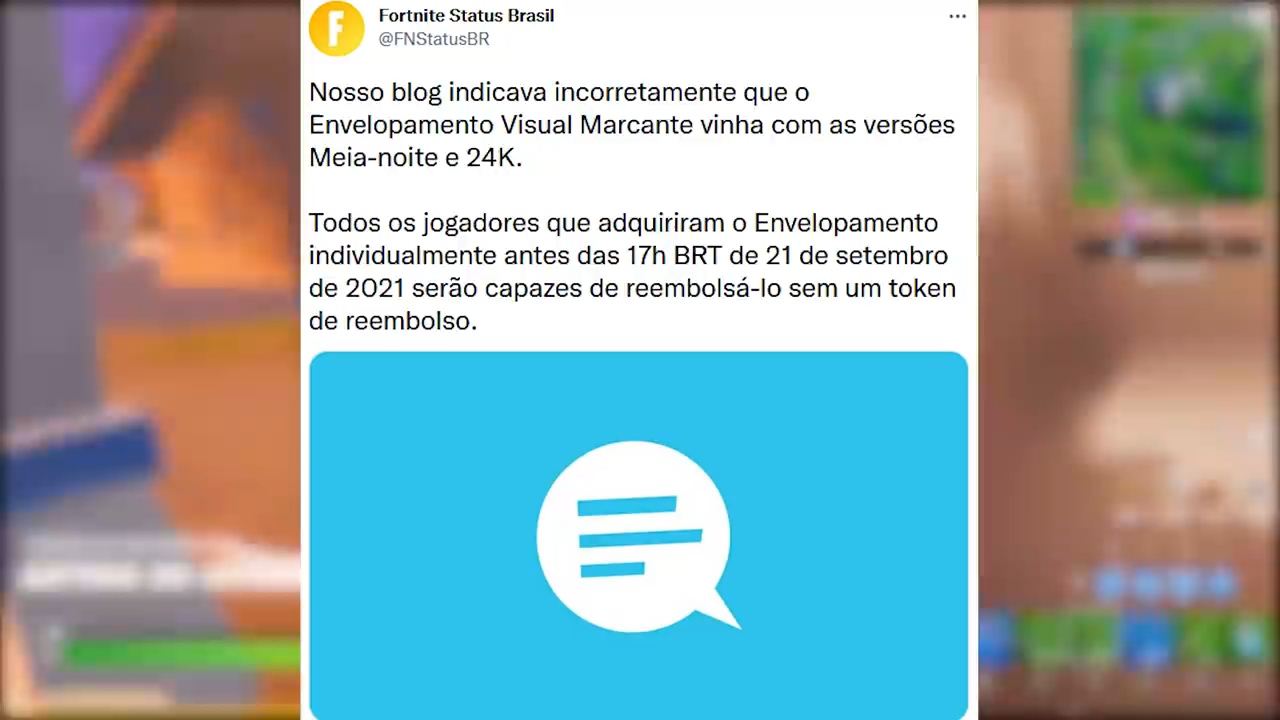 Fortnite Status Brasil
@FNStatusBR
Nosso blog indicava incorretamente que o
Envelopamento Visual Marcante vinha com as versões
Meia-noite e 24K.
Todos os jogadores que adquiriram o Envelopamento
individualmente antes das 17h BRT de 21 de setembro
de 2021 serão capazes de reembolsá-lo sem um token
de reembolso.